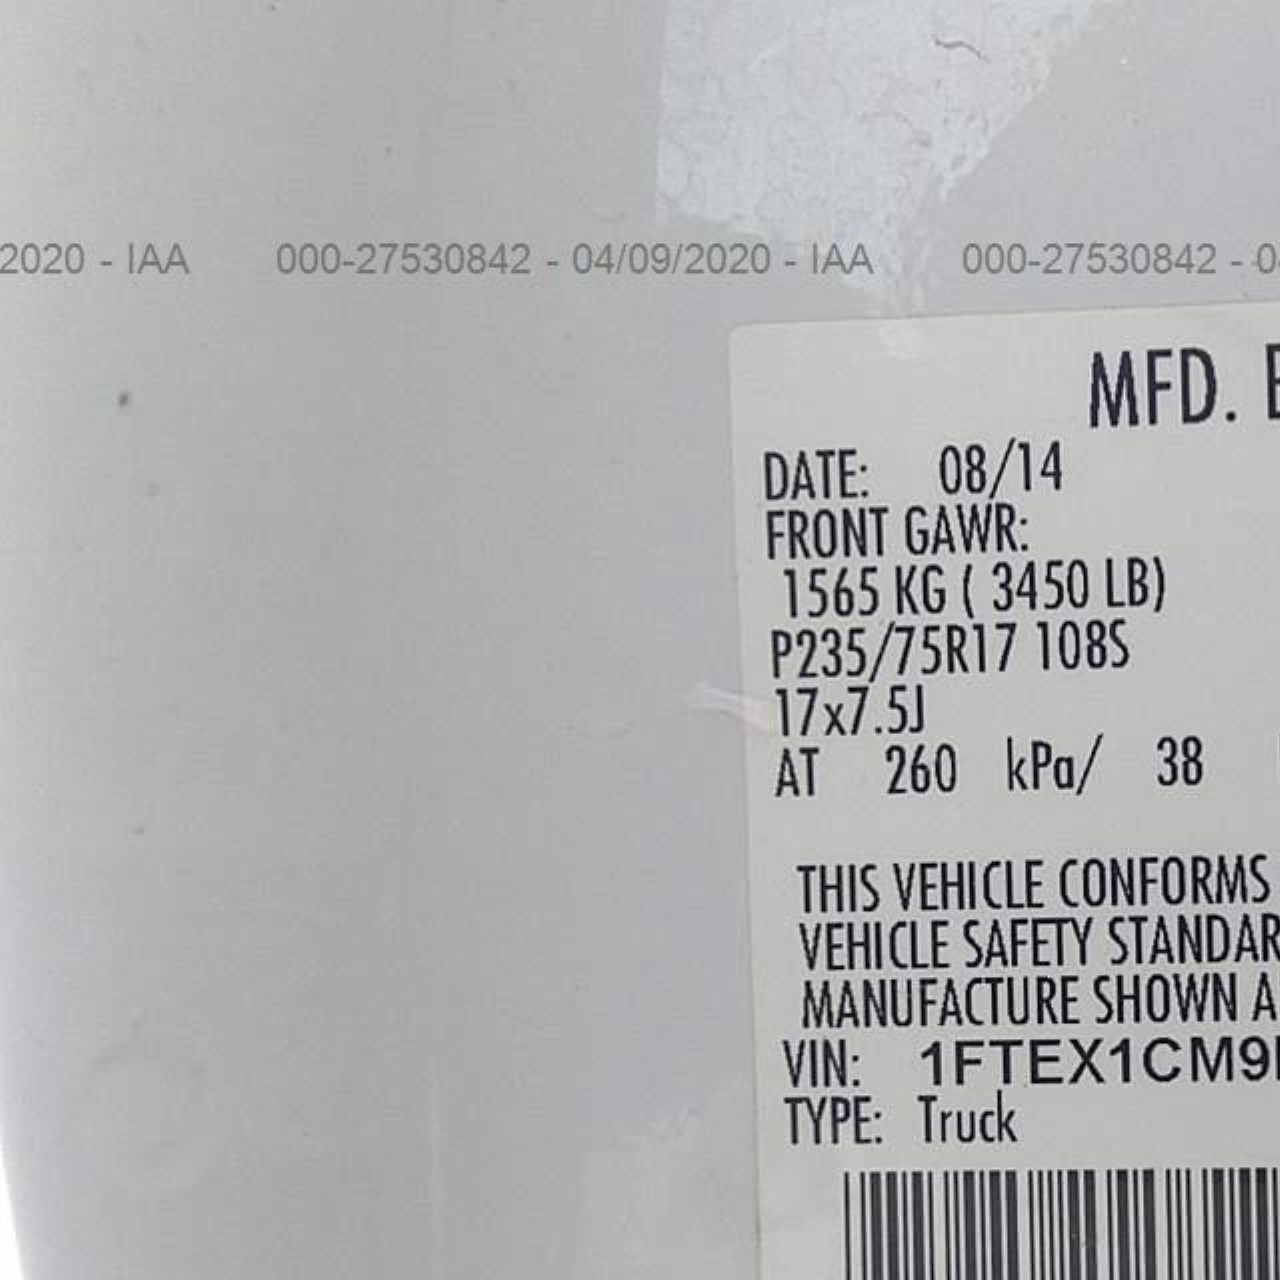 2020 - IAA 000-27530842 - 04/09/2020 - IAA 000-27530842 - 0
MFD.
DATE: 08/14
FRONT GAWR:
1565 KG ( 3450 LB)
P235/75R17 108S
17x7.5J
AT 260 kPa/ 38
THIS VEHICLE CONFORMS
VEHICLE SAFETY STANDAR
MANUFACTURE SHOWN A
VIN: 1FTEX1CM9
TYPE: Truck